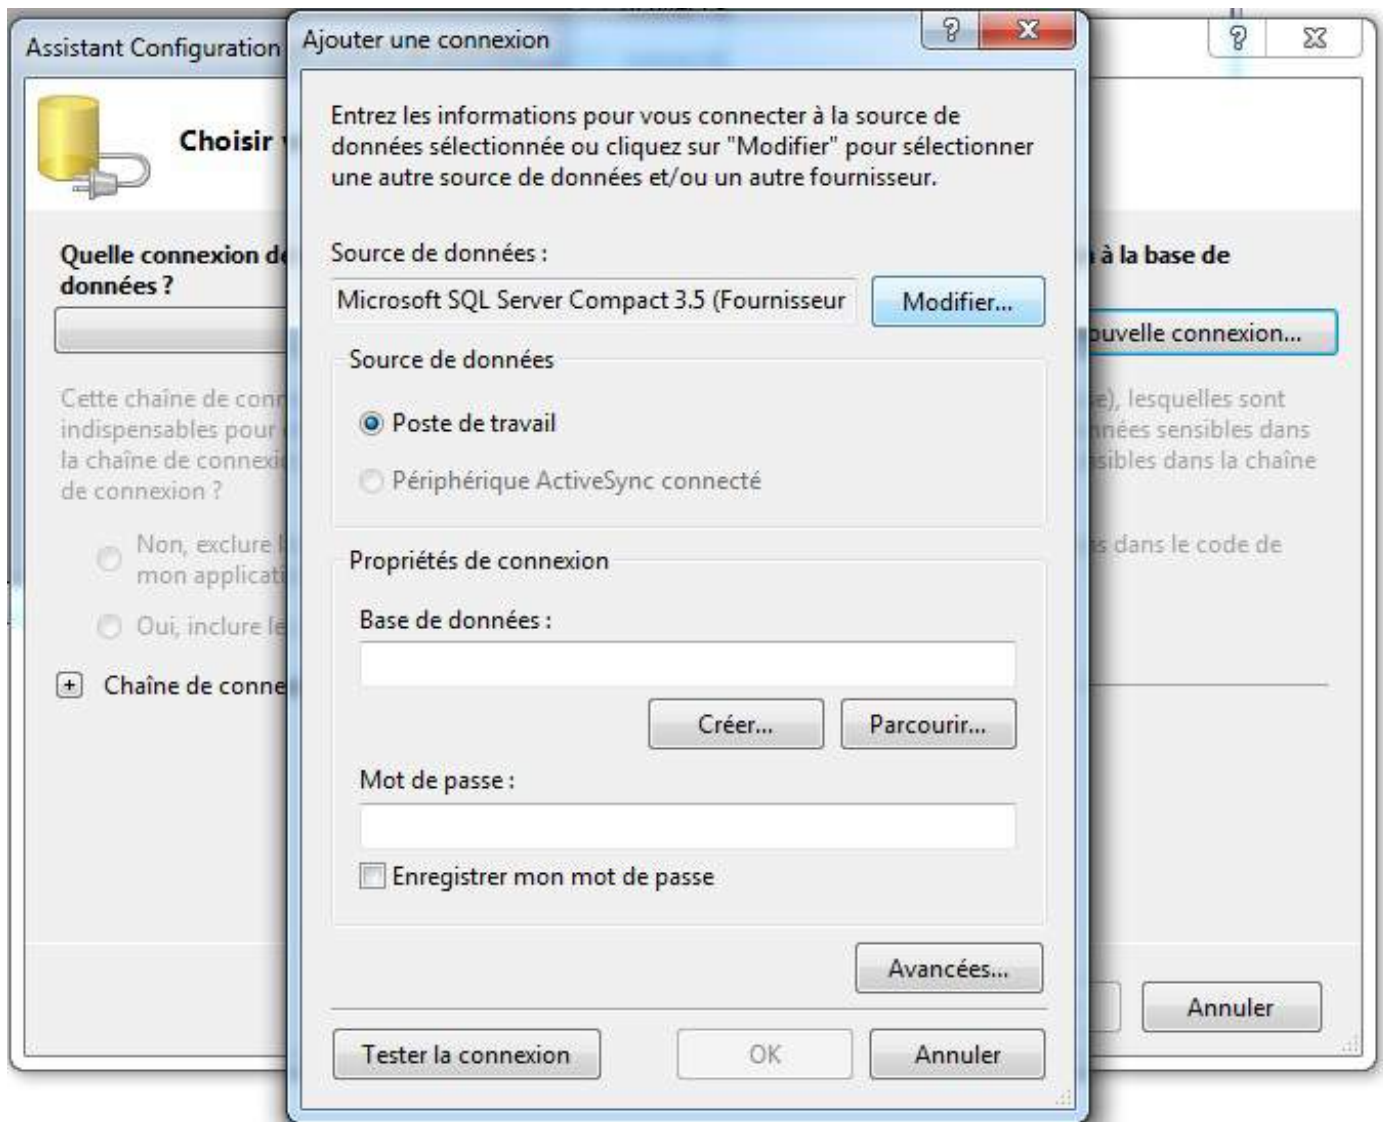 Assistant Configuration
Ajouter une connexion
Choisir
Entrez les informations pour vous connecter à la source de
données sélectionnée ou cliquez sur "Modifier" pour sélectionner
une autre source de données et/ou un autre fournisseur.
Quelle connexion de
données ?
à la base de
Source de données :
Microsoft SQL Server Compact 3.5 (Fournisseur
Modifier...
ouvelle connexion...
Source de données
Poste de travail
Périphérique ActiveSync connecté
Cette chaîne de conn
indispensables pour
la chaîne de connexi
de connexion ?
se), lesquelles sont
nnées sensibles dans
sibles dans la chaîne
Non, exclure
mon applicati
s dans le code de
Oui, inclure le
Chaîne de conne
Propriétés de connexion
Base de données :
Créer...
Parcourir...
Mot de passe :
Enregistrer mon mot de passe
Avancées...
Tester la connexion
OK
Annuler
Annuler